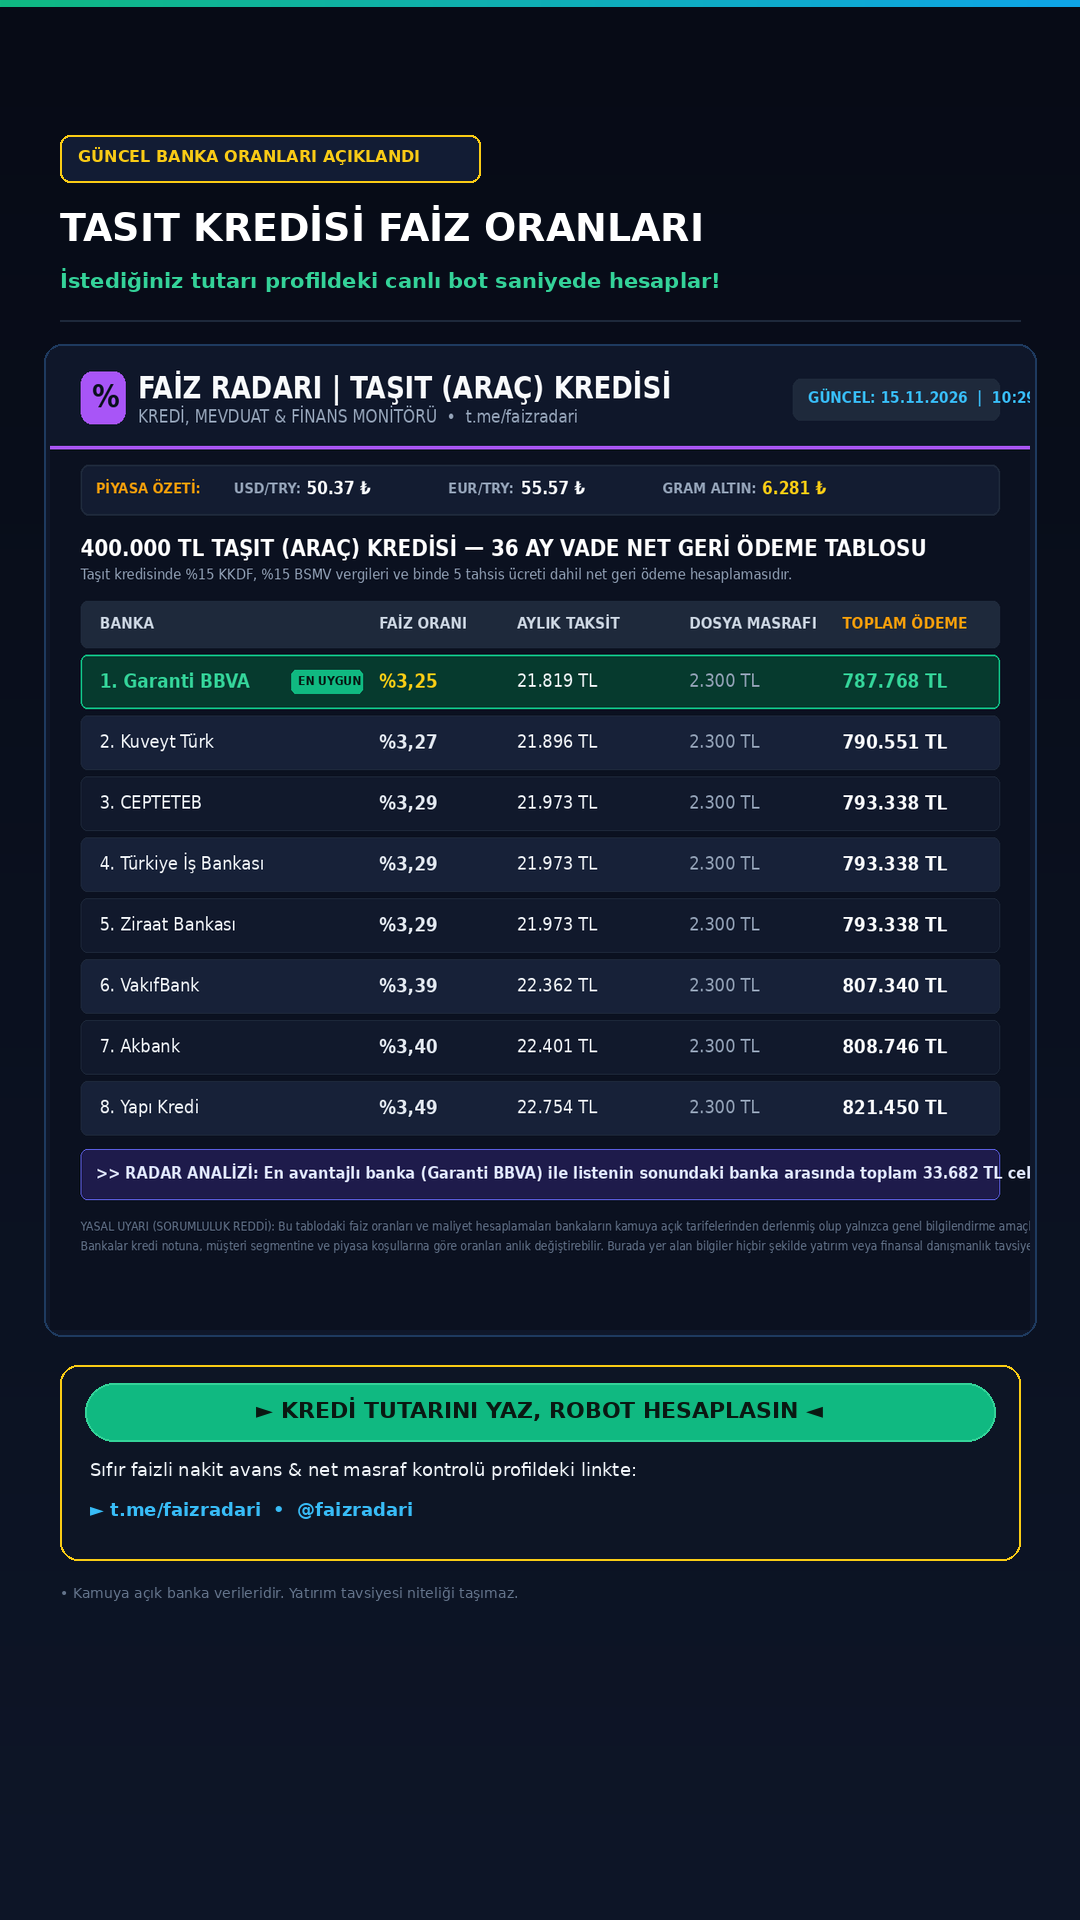 GÜNCEL BANKA ORANLARI AÇIKLANDI
TASIT KREDİSİ FAİZ ORANLARI
İstediğiniz tutarı profildeki canlı bot saniyede hesaplar!
% FAİZ RADARI | TAŞIT (ARAÇ) KREDİSİ
KREDİ, MEVDUAT & FİNANS MONİTÖRÜ • t.me/faizradari
GÜNCEL: 15.11.2026 | 10:29
PİYASA ÖZETİ: USD/TRY: 50.37 ₺ EUR/TRY: 55.57 ₺ GRAM ALTIN: 6.281 ₺
400.000 TL TAŞIT (ARAÇ) KREDİSİ — 36 AY VADE NET GERİ ÖDEME TABLOSU
Taşıt kredisinde %15 KKDF, %15 BSMV vergileri ve binde 5 tahsis ücreti dahil net geri ödeme hesaplamasıdır.
BANKA FAİZ ORANI AYLIK TAKSİT DOSYA MASRAFI TOPLAM ÖDEME
1. Garanti BBVA EN UYGUN %3,25 21.819 TL 2.300 TL 787.768 TL
2. Kuveyt Türk %3,27 21.896 TL 2.300 TL 790.551 TL
3. CEPTETEB %3,29 21.973 TL 2.300 TL 793.338 TL
4. Türkiye İş Bankası %3,29 21.973 TL 2.300 TL 793.338 TL
5. Ziraat Bankası %3,29 21.973 TL 2.300 TL 793.338 TL
6. VakıfBank %3,39 22.362 TL 2.300 TL 807.340 TL
7. Akbank %3,40 22.401 TL 2.300 TL 808.746 TL
8. Yapı Kredi %3,49 22.754 TL 2.300 TL 821.450 TL
>> RADAR ANALİZİ: En avantajlı banka (Garanti BBVA) ile listenin sonundaki banka arasında toplam 33.682 TL
YASAL UYARI (SORUMLULUK REDDİ): Bu tablodaki faiz oranları ve maliyet hesaplamaları bankaların kamuya açık tarifelerinden derlenmiş olup yalnızca genel bilgilendirme
Bankalar kredi notuna, müşteri segmentine ve piyasa koşullarına göre oranları anlık değiştirebilir. Burada yer alan bilgiler hiçbir şekilde yatırım veya finansal danışmanlık
► KREDİ TUTARINI YAZ, ROBOT HESAPLASIN ◄
Sıfır faizli nakit avans & net masraf kontrolü profildeki linkte:
► t.me/faizradari • @faizradari
• Kamuya açık banka verileridir. Yatırım tavsiyesi niteliği taşımaz.